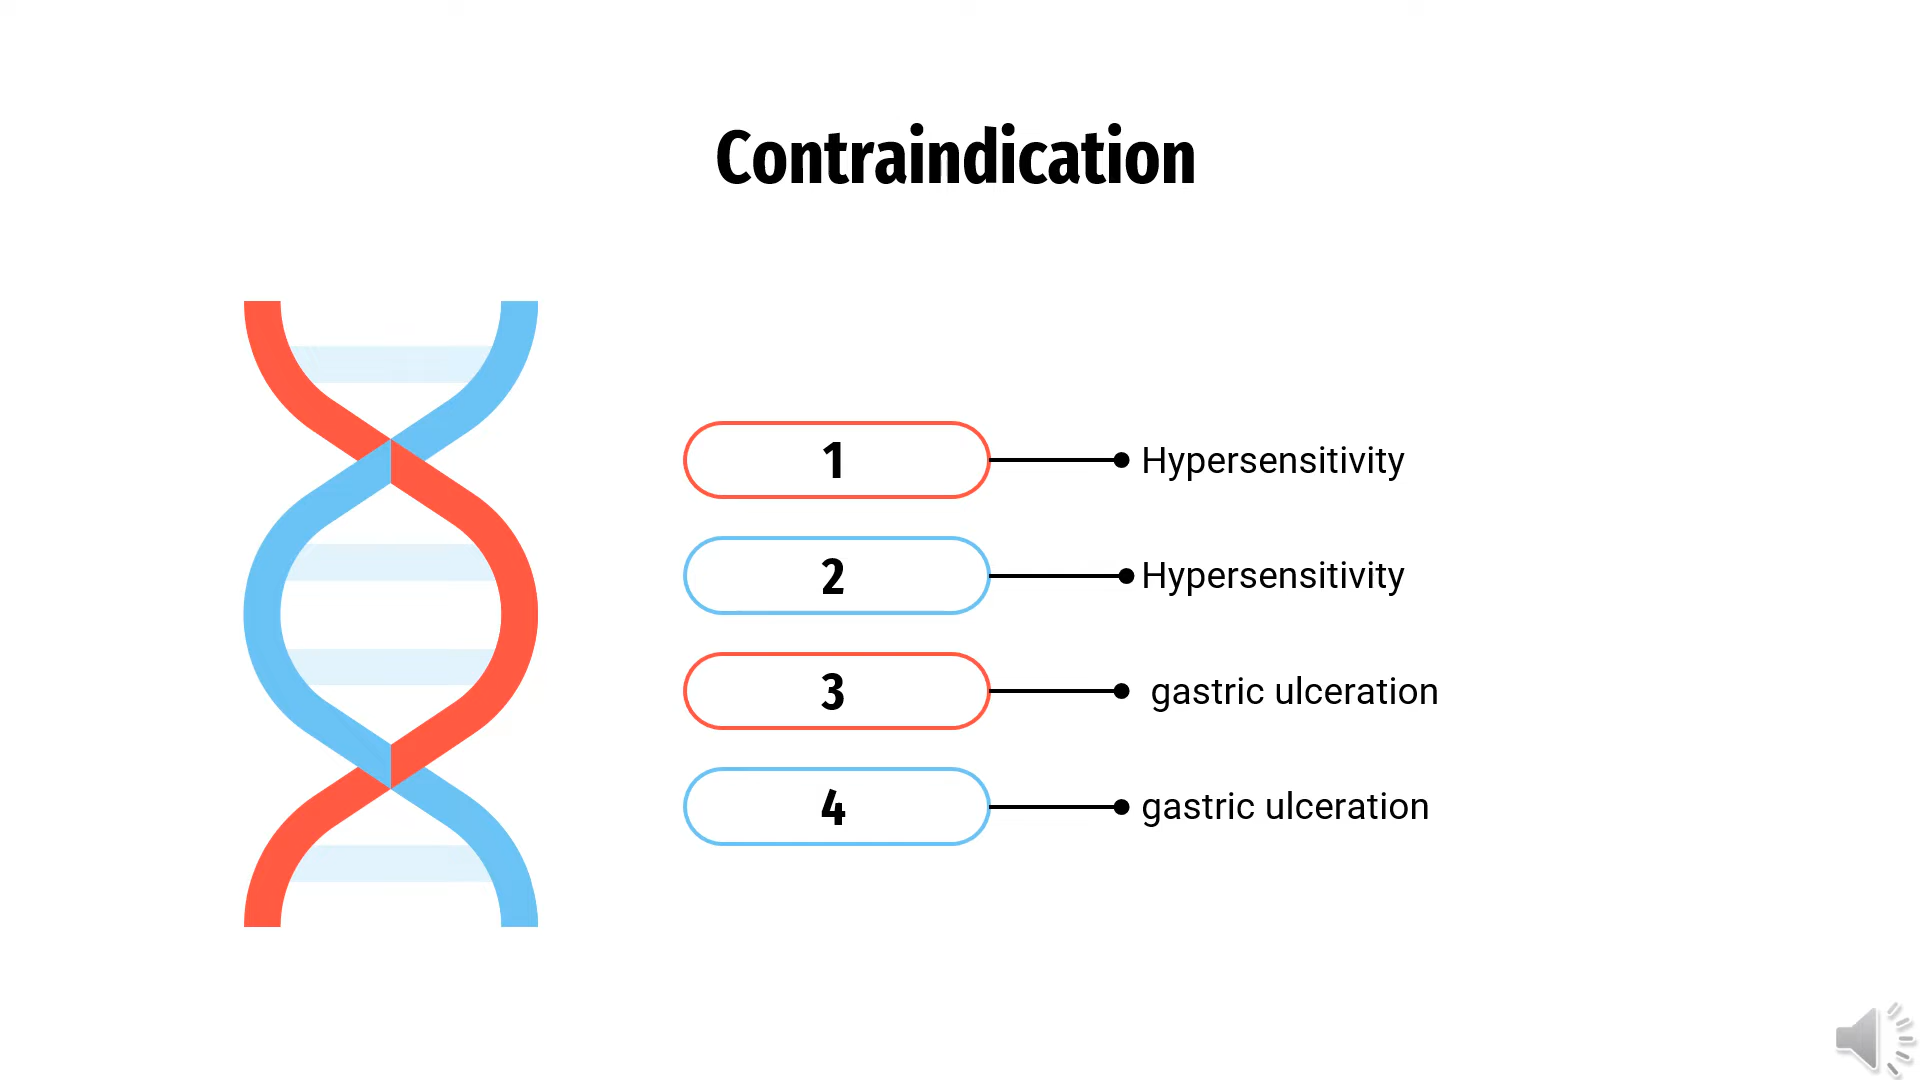 Contraindication
1 Hypersensitivity
2 Hypersensitivity
3 gastric ulceration
4 gastric ulceration